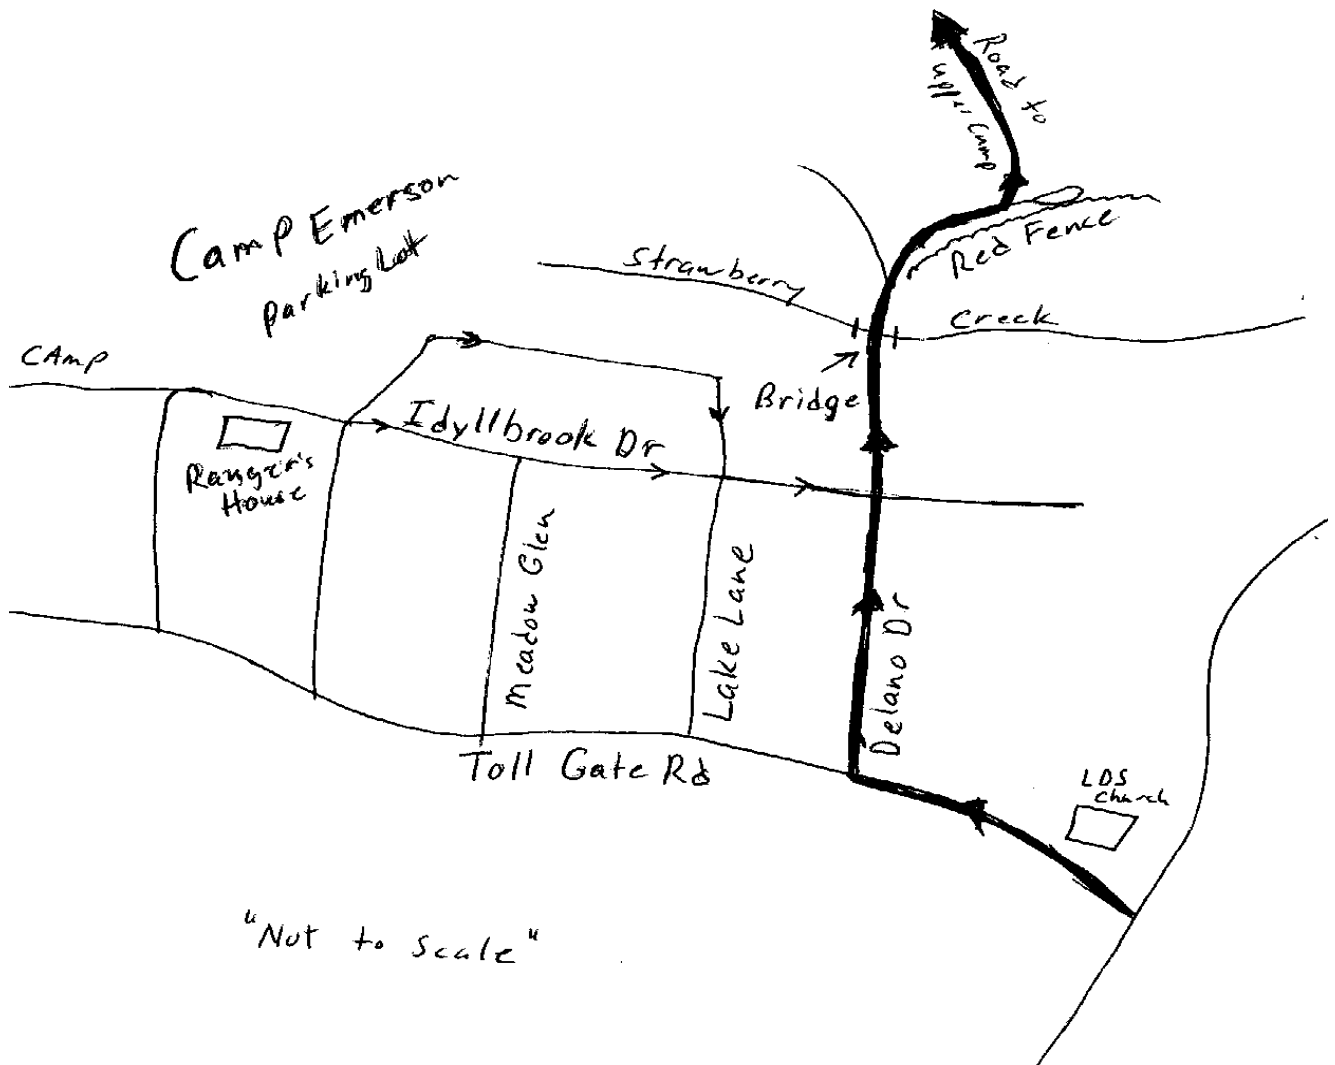 Road to
upper Camp
Camp Emerson
Parking Lot
Red Fence
Strawberry
Creek
CAmp
Bridge
Idyllbrook Dr
Ranger's
House
Meadow Glen
Lake Lane
Delano Dr
Toll Gate Rd
LDS
Church
"Not to scale"